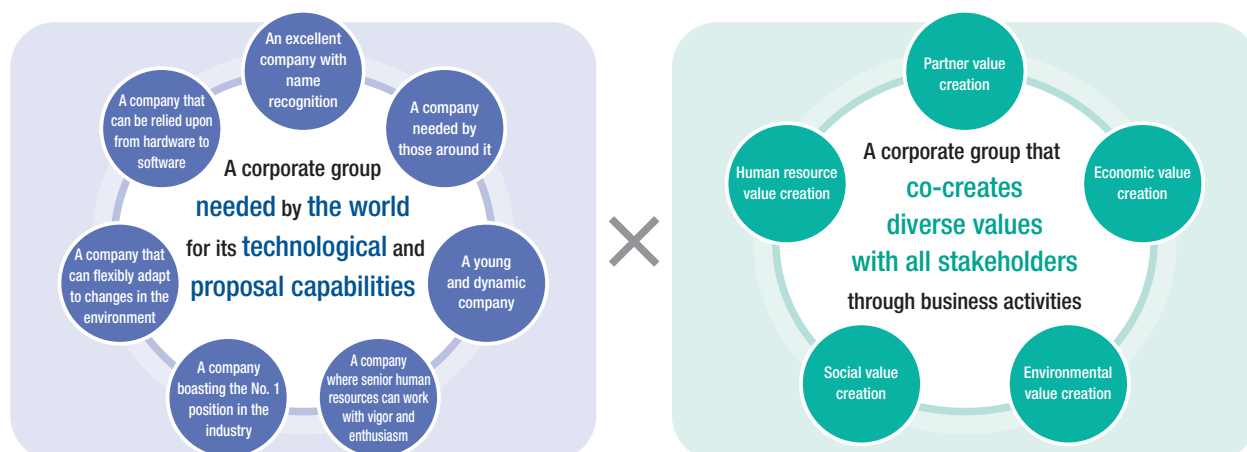 An excellent
company with
name
recognition
A company
needed by
those around it
A young
and dynamic
company
A company
where senior human
resources can work
with vigor and
enthusiasm
A company
boasting the No. 1
position in the
industry
A company that
can flexibly adapt
to changes in the
environment
A company that
can be relied upon
from hardware to
software
A corporate group
needed by the world
for its technological and
proposal capabilities
×
Partner value
creation
Economic value
creation
Environmental
value creation
Social value
creation
Human resource
value creation
A corporate group that
co-creates
diverse values
with all stakeholders
through business activities